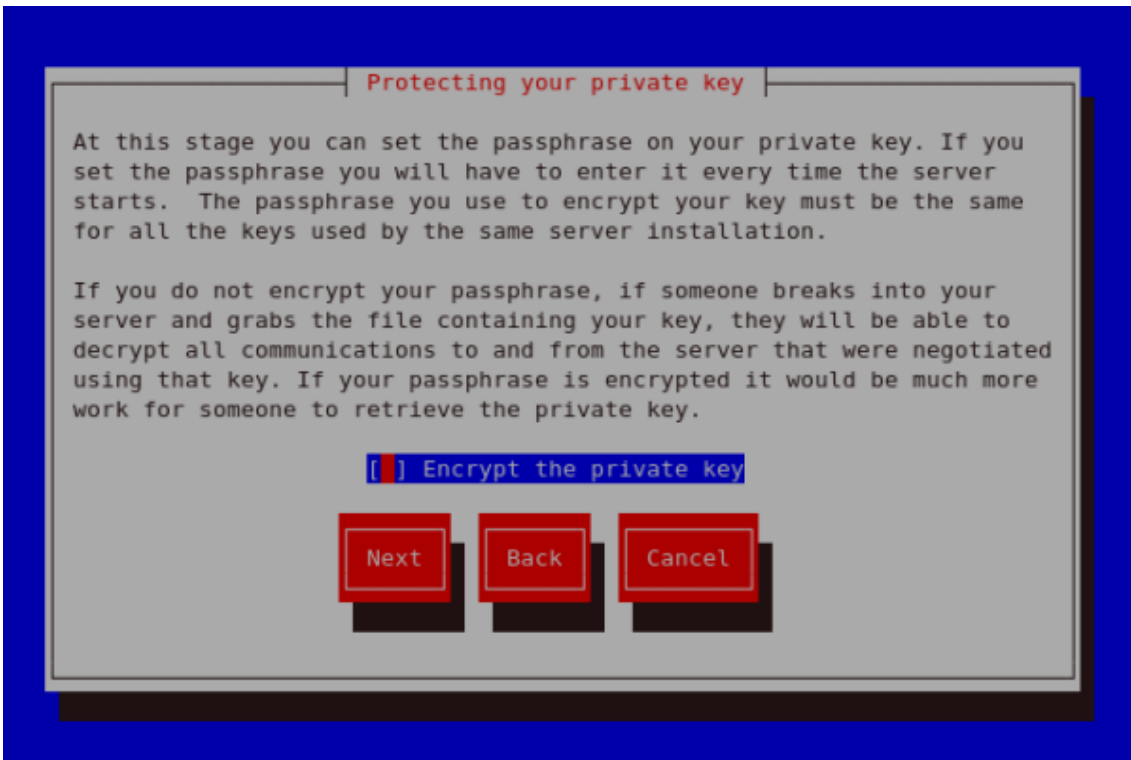 Protecting your private key
At this stage you can set the passphrase on your private key. If you
set the passphrase you will have to enter it every time the server
starts.  The passphrase you use to encrypt your key must be the same
for all the keys used by the same server installation.
If you do not encrypt your passphrase, if someone breaks into your
server and grabs the file containing your key, they will be able to
decrypt all communications to and from the server that were negotiated
using that key. If your passphrase is encrypted it would be much more
work for someone to retrieve the private key.
[ ] Encrypt the private key
Next Back Cancel